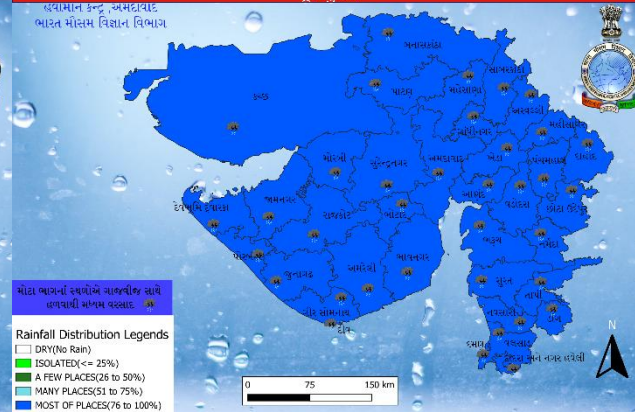 હવામાન કેન્દ્ર ,અમદાવાદ
ભારત મૌસમ વિજ્ઞાન વિભાગ
બનાસકાંઠા
પાટણ
મહેસાણા
સાબરકાંઠા
અરવલ્લી
કચ્છ
ગાંધીનગર
મહીસાગર
મોરબી
સુરેન્દ્રનગર
અમદાવાદ
ખેડા
પંચમહાલ
દાહોદ
આણંદ
વડોદરા
છોટા ઉદેપુર
દેવભૂમિ દ્વારકા
જામનગર
રાજકોટ
બોટાદ
ભરૂચ
નર્મદા
પોરબંદર
જુનાગઢ
અમરેલી
ભાવનગર
સુરત
તાપી
ગીર સોમનાથ
દીવ
નવસારી
ડાંગ
વલસાડ
દમણ
દાદરા અને નગર હવેલી
મોટા ભાગનાં સ્થળોએ ગાજવીજ સાથે
હળવાથી મધ્યમ વરસાદ
Rainfall Distribution Legends
DRY(No Rain)
ISOLATED(<= 25%)
A FEW PLACES(26 to 50%)
MANY PLACES(51 to 75%)
MOST OF PLACES(76 to 100%)
0 75 150 km
N